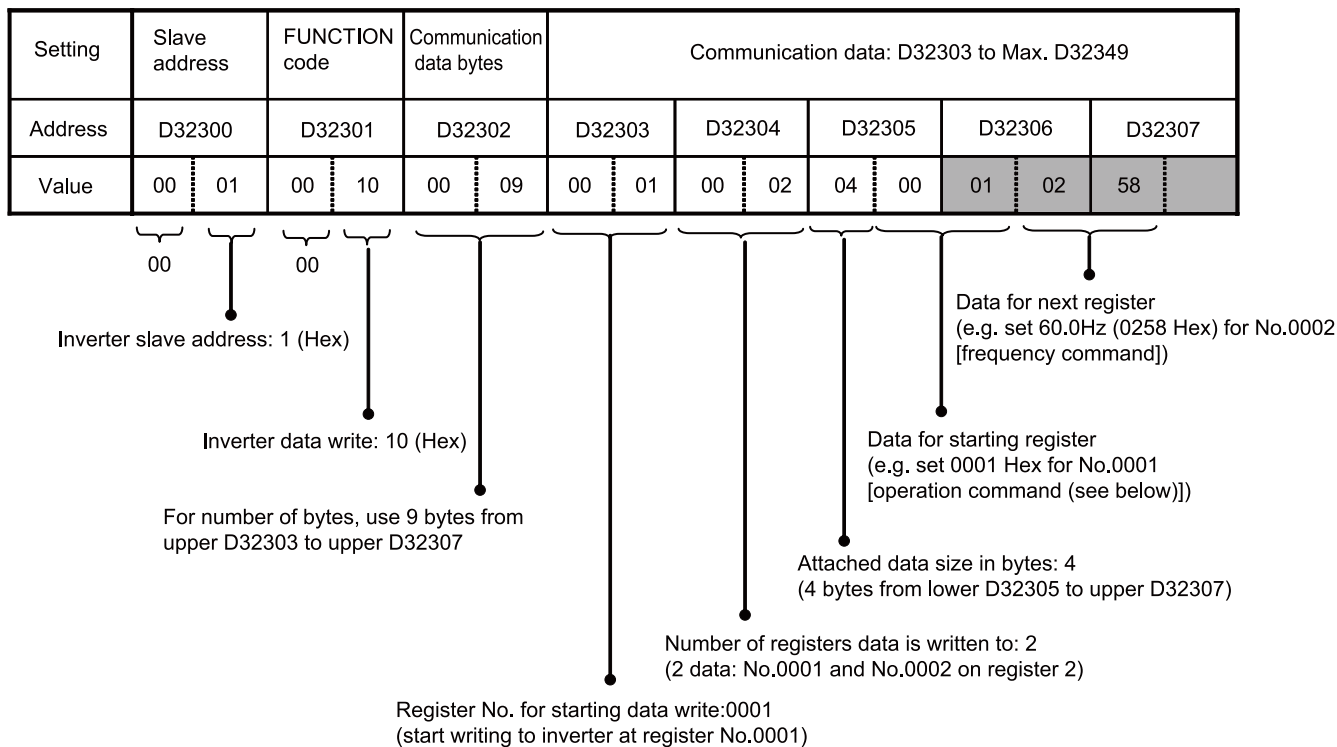 Setting
Slave
address
FUNCTION
code
Communication
data bytes
Communication data: D32303 to Max. D32349
Address
D32300
D32301
D32302
D32303
D32304
D32305
D32306
D32307
Value
00
01
00
10
00
09
00
01
00
02
04
00
01
02
58
00
00
Data for next register
(e.g. set 60.0Hz (0258 Hex) for No.0002
[frequency command])
Inverter slave address: 1 (Hex)
Inverter data write: 10 (Hex)
Data for starting register
(e.g. set 0001 Hex for No.0001
[operation command (see below)])
For number of bytes, use 9 bytes from
upper D32303 to upper D32307
Attached data size in bytes: 4
(4 bytes from lower D32305 to upper D32307)
Number of registers data is written to: 2
(2 data: No.0001 and No.0002 on register 2)
Register No. for starting data write:0001
(start writing to inverter at register No.0001)